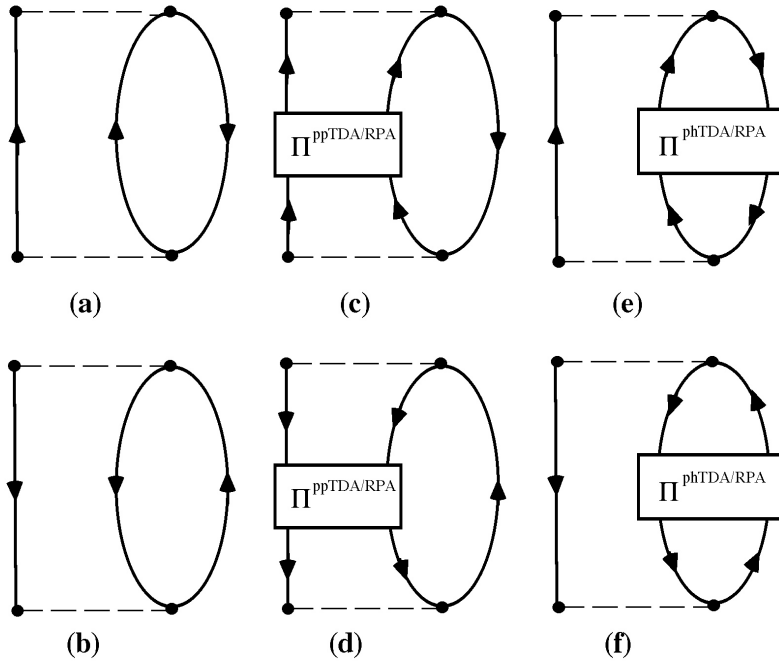 Π^ppTDA/RPA
Π^phTDA/RPA
(a)
(c)
(e)
Π^ppTDA/RPA
Π^phTDA/RPA
(b)
(d)
(f)